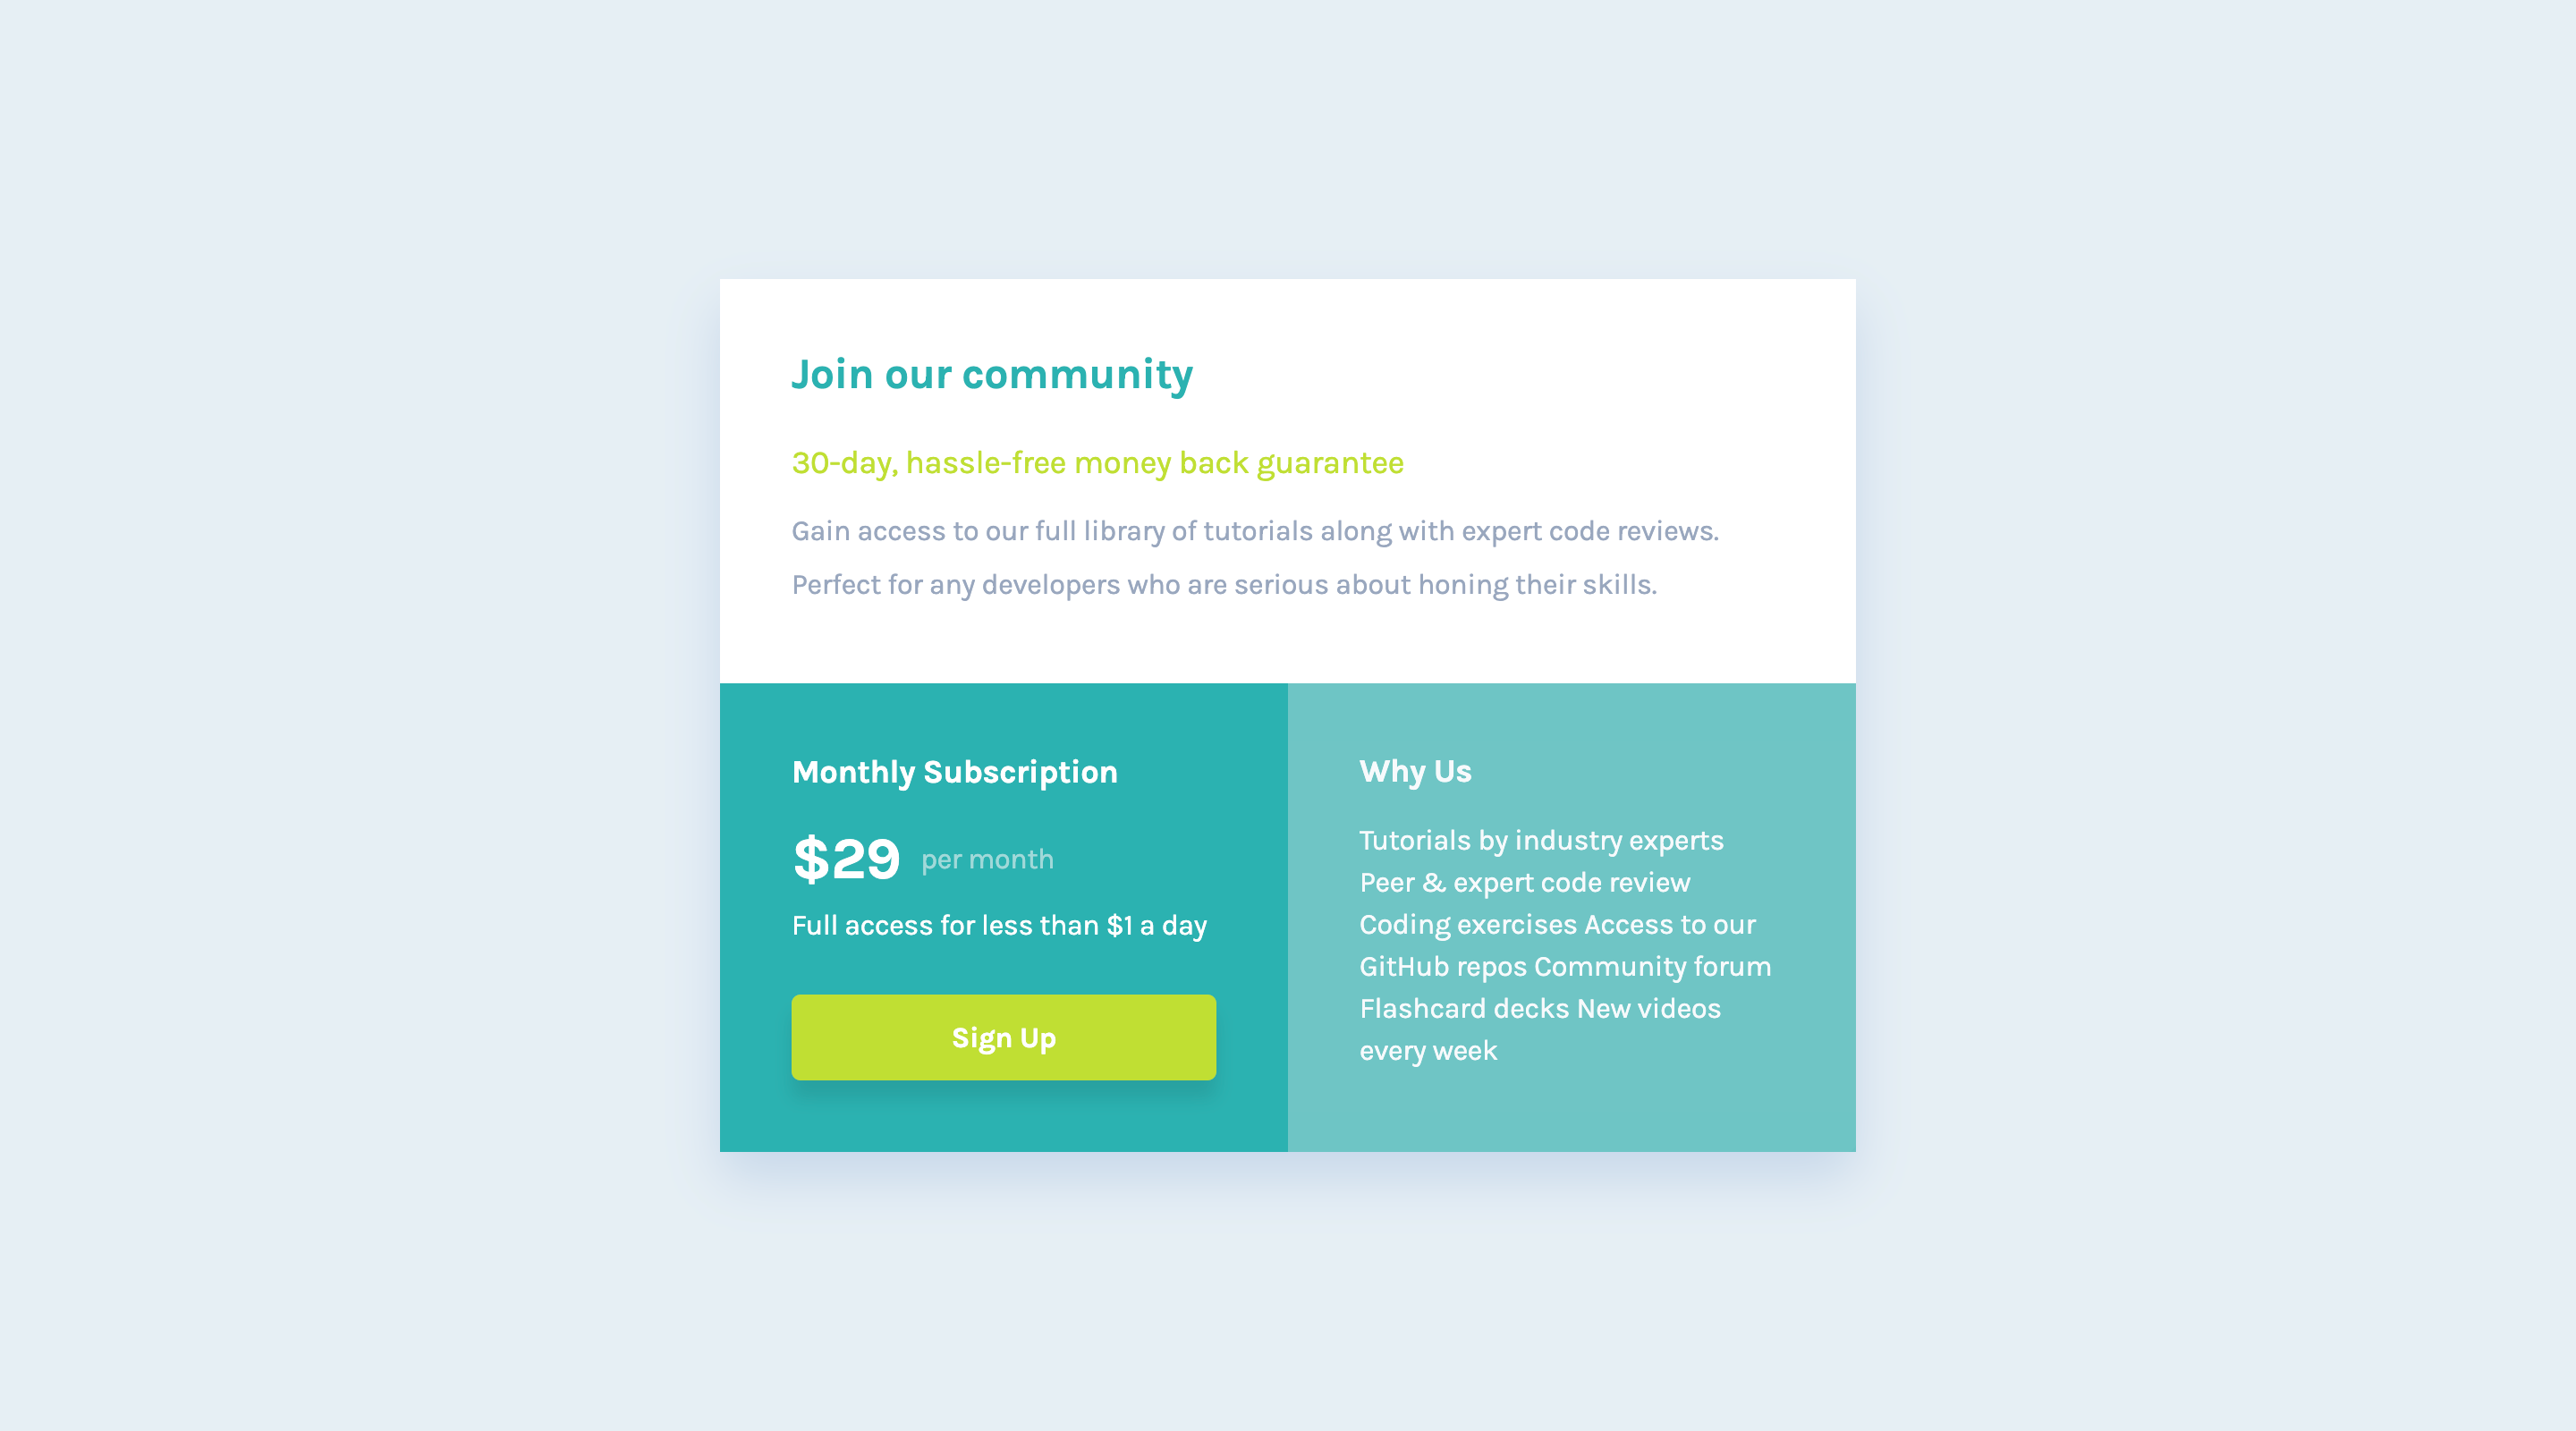 Join our community
30-day, hassle-free money back guarantee
Gain access to our full library of tutorials along with expert code reviews.
Perfect for any developers who are serious about honing their skills.
Monthly Subscription
$29 per month
Full access for less than $1 a day
Sign Up
Why Us
Tutorials by industry experts
Peer & expert code review
Coding exercises Access to our
GitHub repos Community forum
Flashcard decks New videos
every week